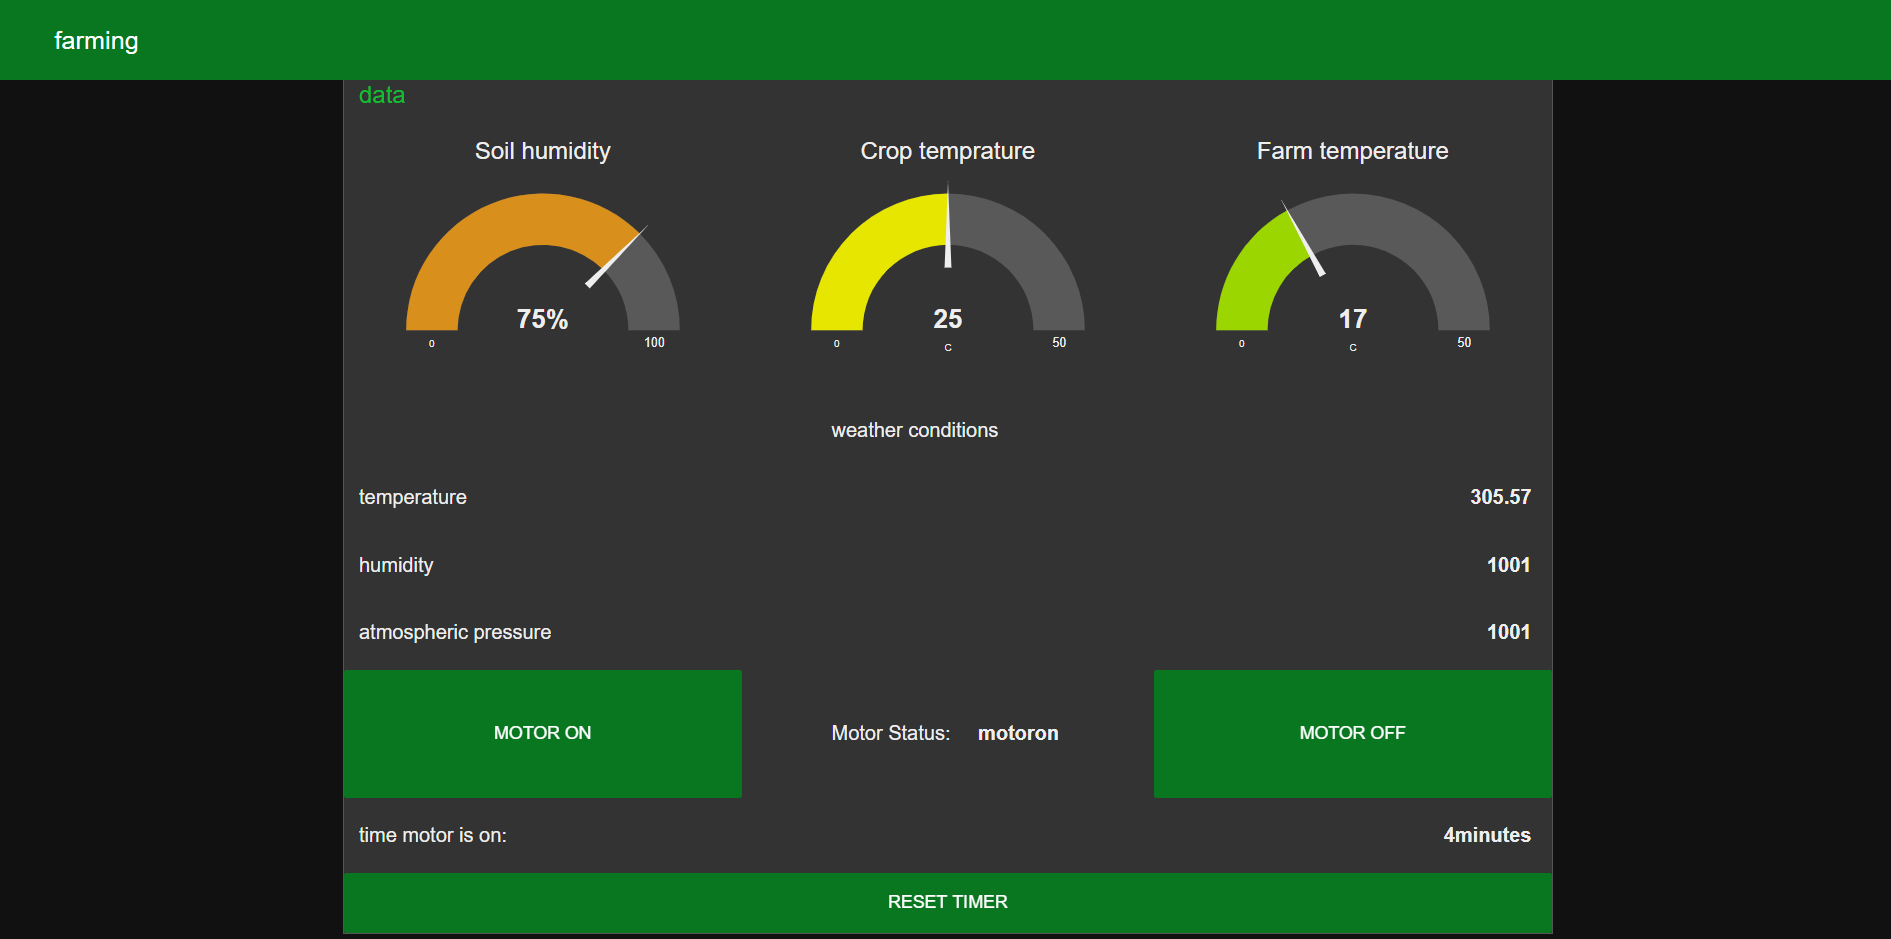 farming
data
Soil humidity
75%
0 100
Crop temprature
25
0 C 50
Farm temperature
17
0 C 50
weather conditions
temperature 305.57
humidity 1001
atmospheric pressure 1001
MOTOR ON Motor Status: motoron MOTOR OFF
time motor is on: 4minutes
RESET TIMER